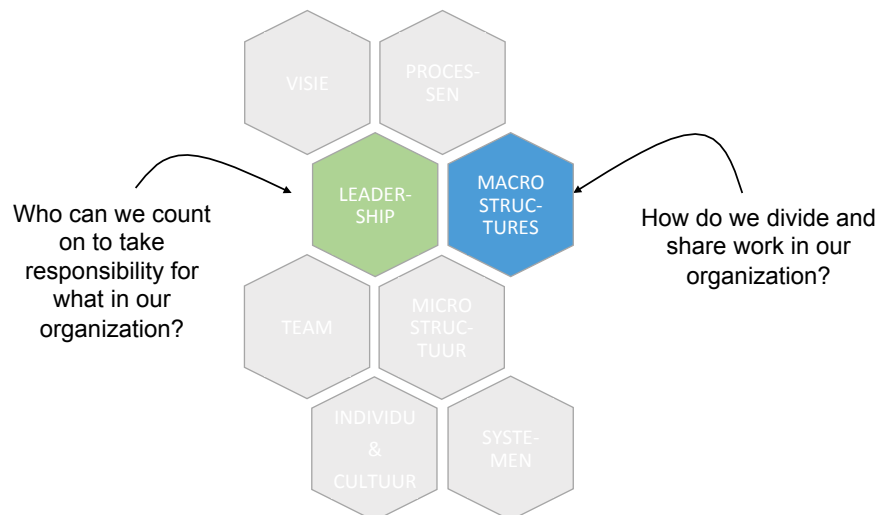 VISIE
PROCES-
SEN
LEADER-
SHIP
MACRO
STRUC-
TURES
Who can we count
on to take
responsibility for
what in our
organization?
How do we divide and
share work in our
organization?
TEAM
MICRO
STRUC-
TUUR
INDIVIDU
&
CULTUUR
SYSTE-
MEN